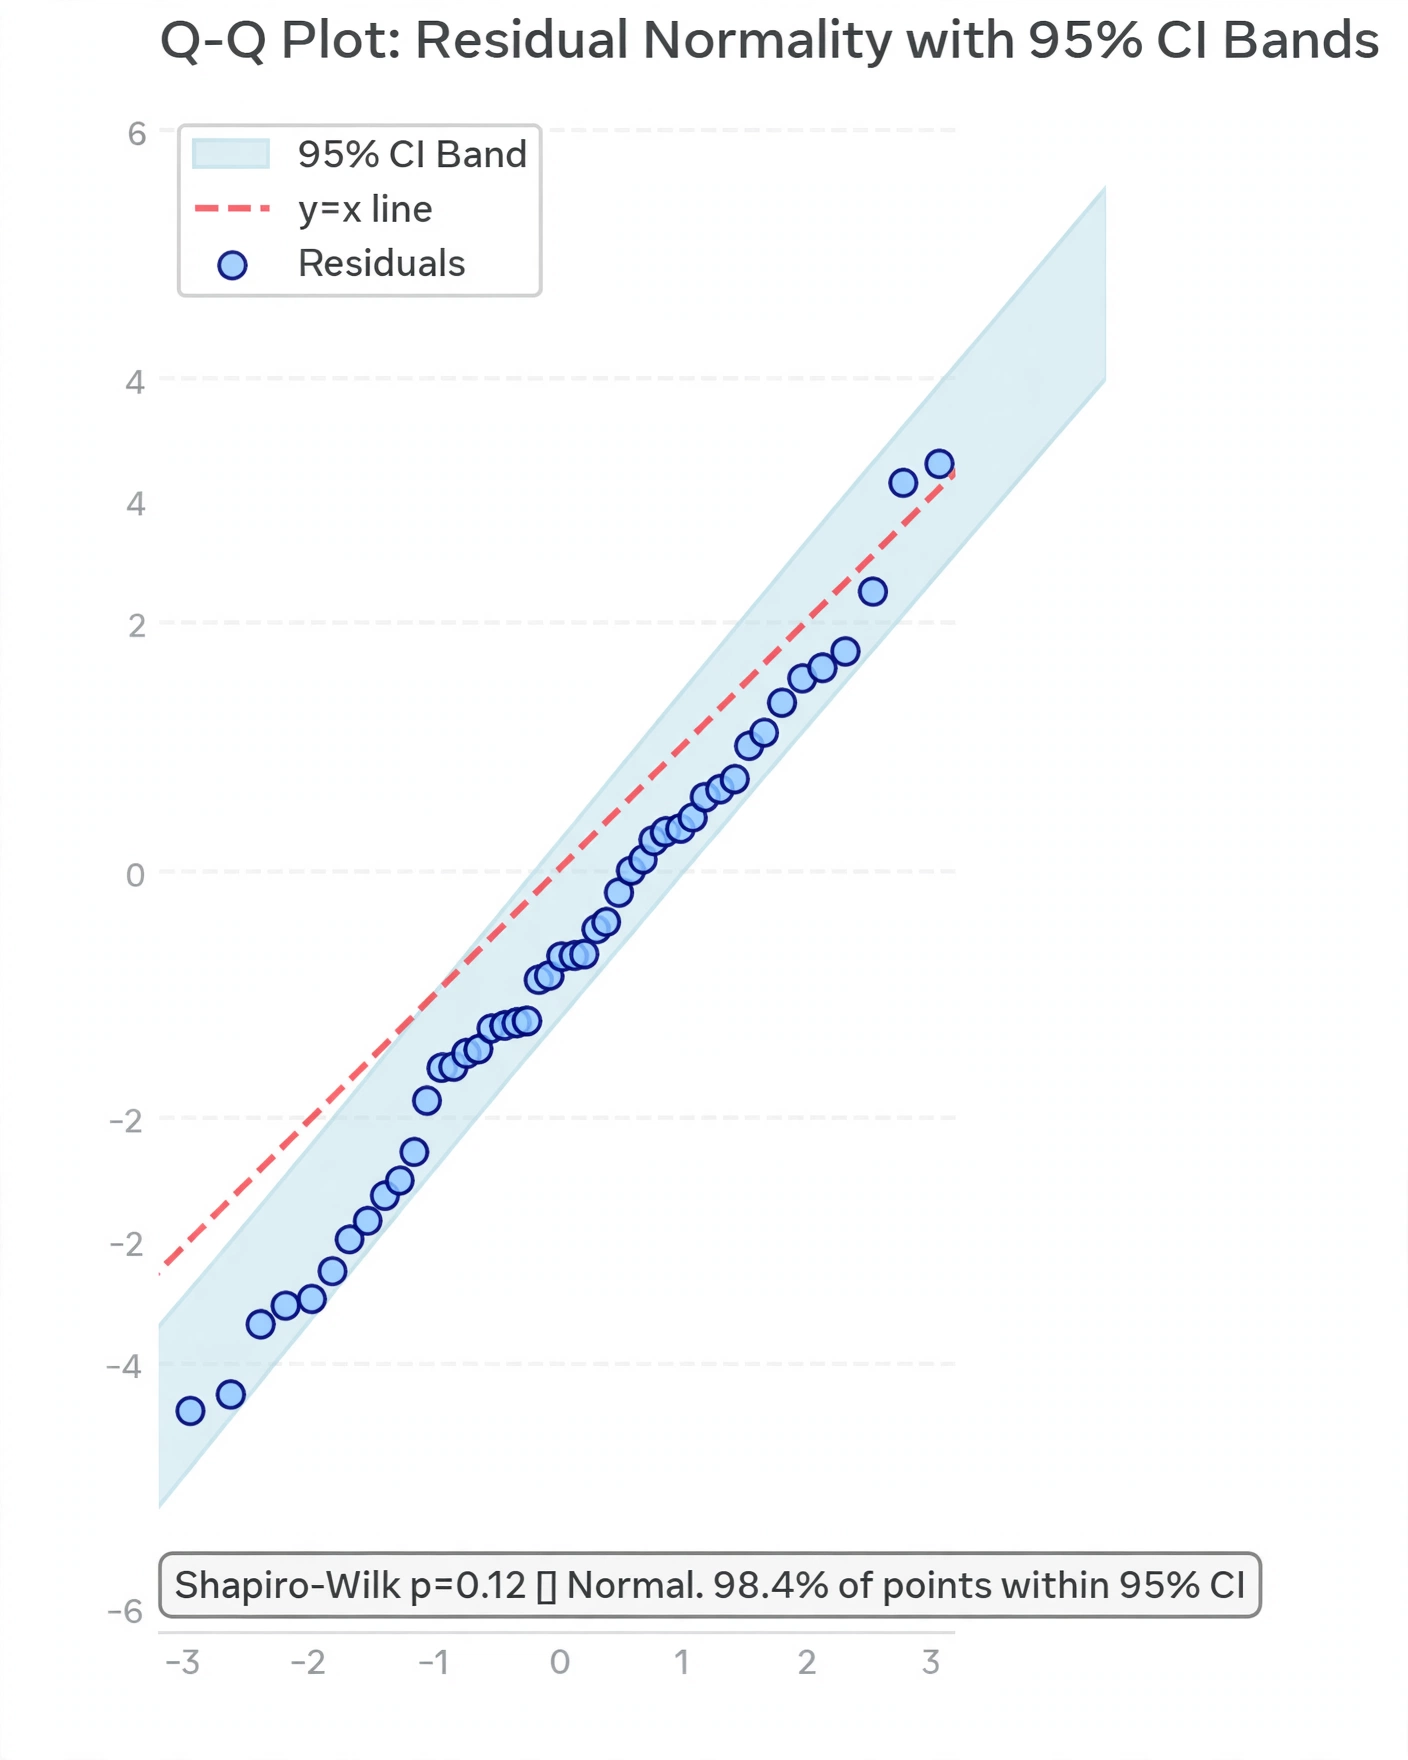 Q-Q Plot: Residual Normality with 95% CI Bands
6
95% CI Band
y=x line
Residuals
4
4
2
0
-2
-2
-4
Shapiro-Wilk p=0.12 ▯ Normal. 98.4% of points within 95% CI
-6
-3 -2 -1 0 1 2 3